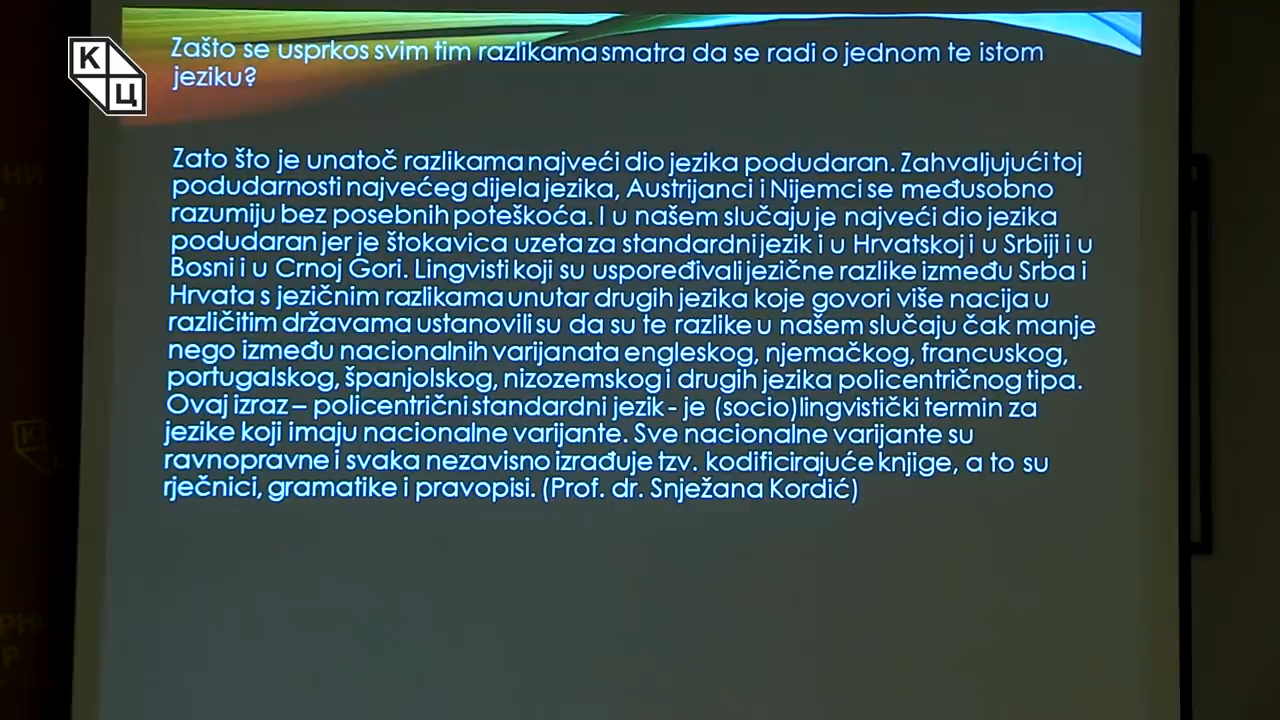 К
Ц
Zašto se usprkos svim tim razlikama smatra da se radi o jednom te istom
jeziku?
Zato što je unatoč razlikama najveći dio jezika podudaran. Zahvaljujući toj
podudarnosti najvećeg dijela jezika, Austrijanci i Nijemci se međusobno
razumiju bez posebnih poteškoća. I u našem slučaju je najveći dio jezika
podudaran jer je štokavica uzeta za standardni jezik i u Hrvatskoj i u Srbiji i u
Bosni i u Crnoj Gori. Lingvisti koji su uspoređivali jezične razlike između Srba i
Hrvata s jezičnim razlikama unutar drugih jezika koje govori više nacija u
različitim državama ustanovili su da su te razlike u našem slučaju čak manje
nego između nacionalnih varijanata engleskog, njemačkog, francuskog,
portugalskog, španjolskog, nizozemskog i drugih jezika policentričnog tipa.
Ovaj izraz – policentrični standardni jezik - je (socio)lingvistički termin za
jezike koji imaju nacionalne varijante. Sve nacionalne varijante su
ravnopravne i svaka nezavisno izrađuje tzv. kodificirajuće knjige, a to su
rječnici, gramatike i pravopisi. (Prof. dr. Snježana Kordić)